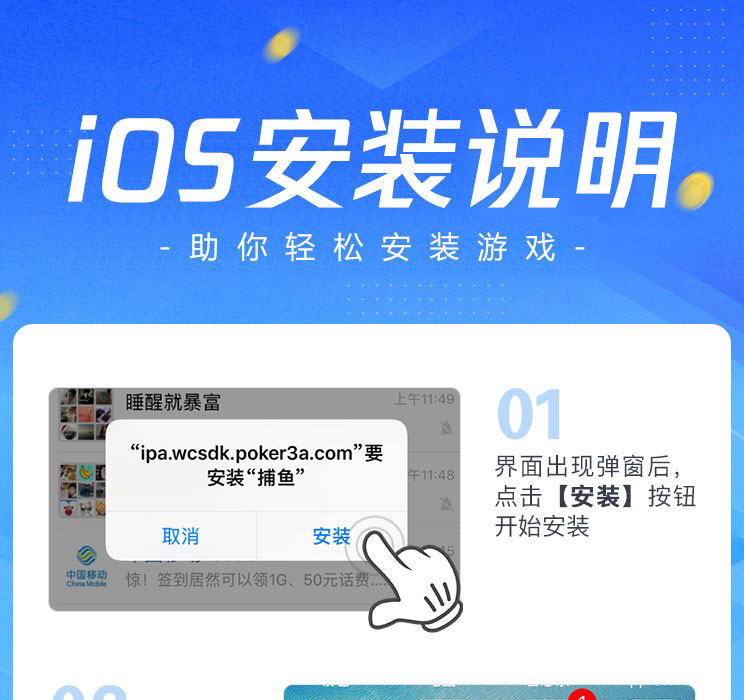 iOS安装说明
- 助你轻松安装游戏 -
睡醒就暴富
上午11:49
“ipa.wcsdk.poker3a.com”要
安装“捕鱼”
午11:48
取消
安装
中国移动
China Mobile
惊！签到居然可以领1G、50元话费......
01
界面出现弹窗后，
点击【安装】按钮
开始安装